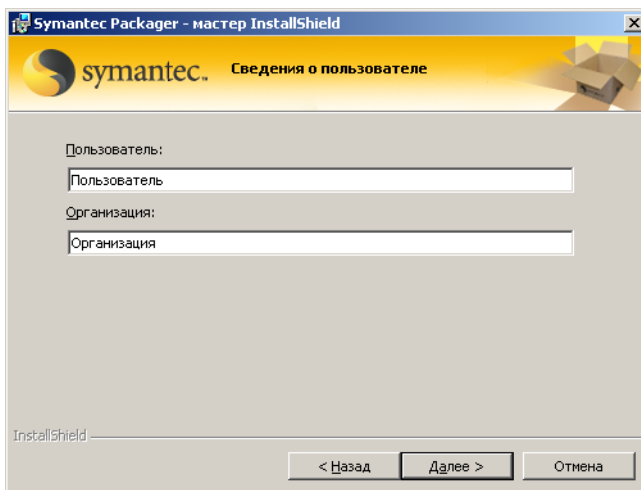 Symantec Packager - мастер InstallShield
symantec.
Сведения о пользователе
Пользователь:
Пользователь
Организация:
Организация
InstallShield
< Назад
Далее >
Отмена